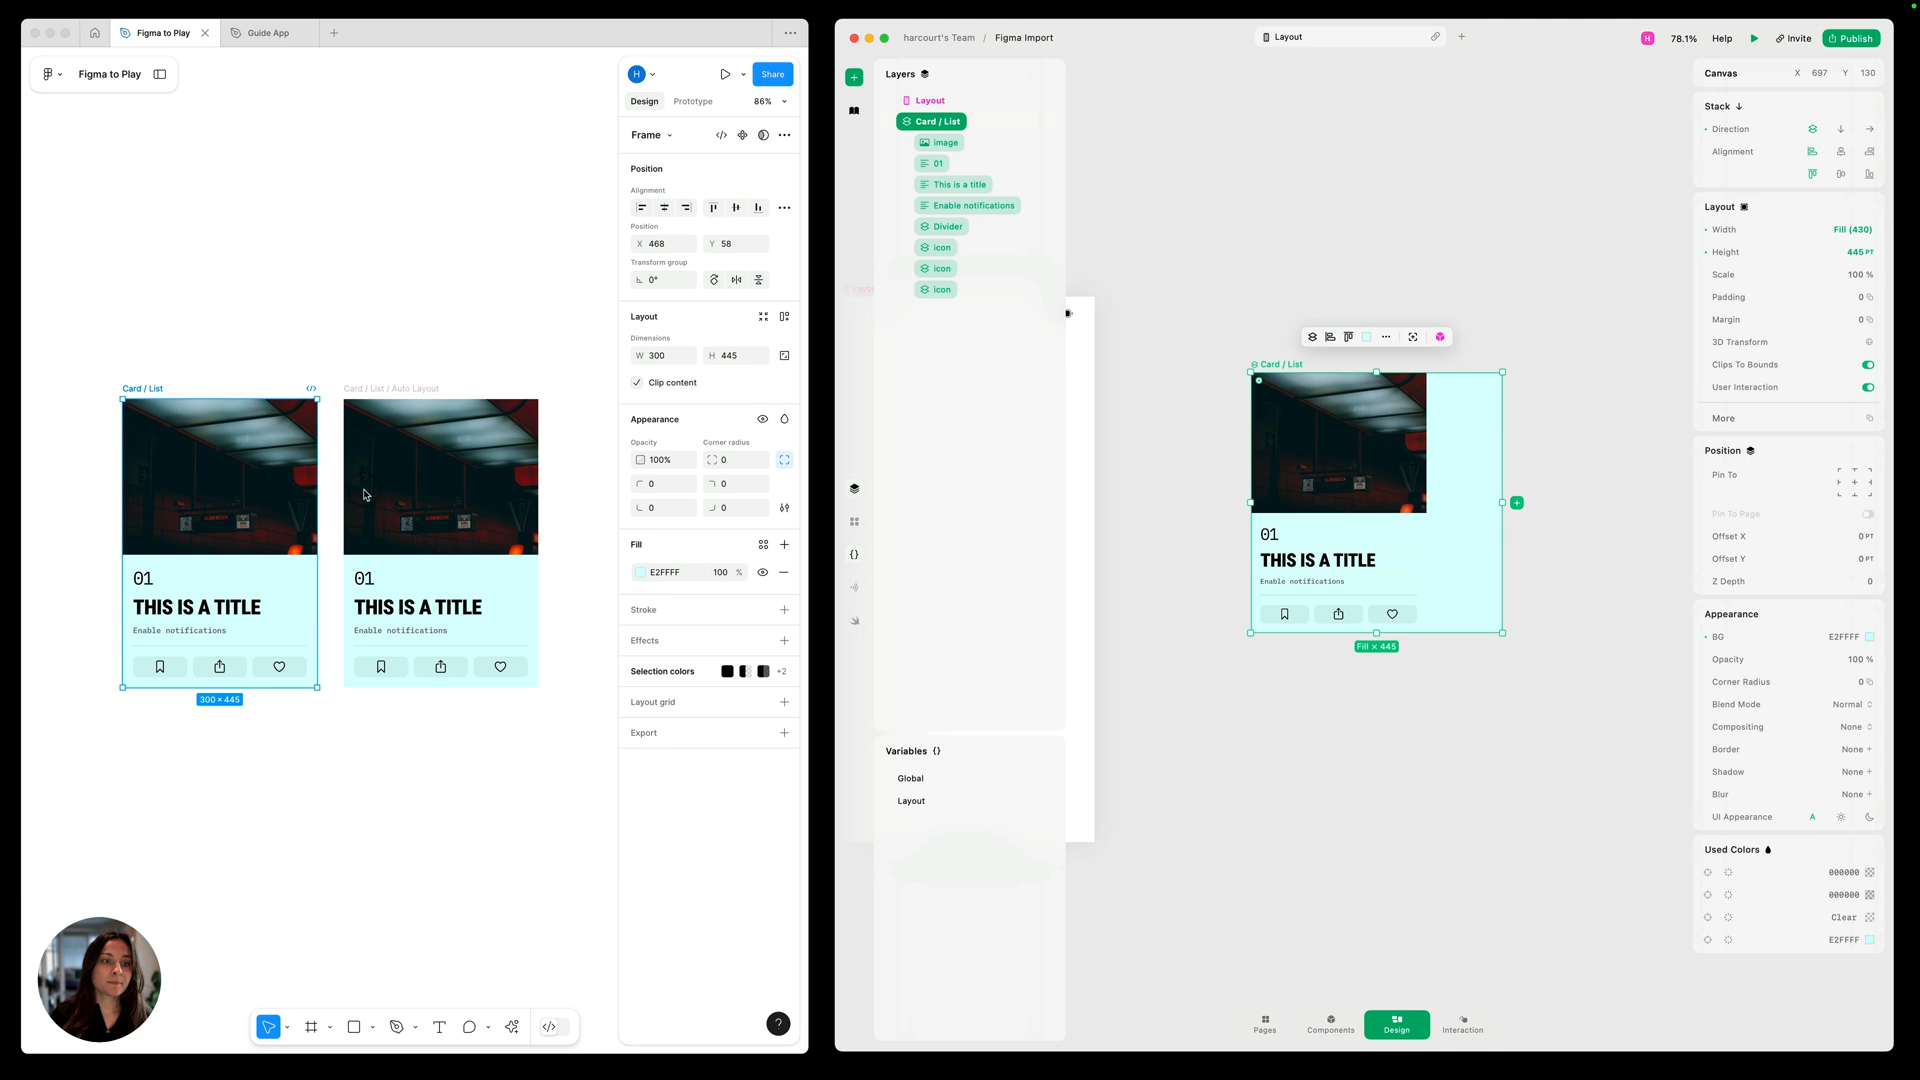 Figma to Play
Guide App
Figma to Play
H
Share
Design
Prototype
86%
Frame
Position
Alignment
Position
X 468
Y 58
Transform group
0°
Layout
Dimensions
W 300
H 445
Clip content
Appearance
Opacity
Corner radius
100%
0
0
0
0
0
Fill
E2FFFF
100 %
Stroke
Effects
Selection colors
+2
Layout grid
Export
Card / List
Card / List / Auto Layout
01
THIS IS A TITLE
Enable notifications
300 × 445
01
THIS IS A TITLE
Enable notifications
?
harcourt's Team / Figma Import
Layout
H
78.1%
Help
Invite
Publish
Layers
Layout
Card / List
image
01
This is a title
Enable notifications
Divider
icon
icon
icon
Variables {}
Global
Layout
Card / List
01
THIS IS A TITLE
Enable notifications
Fill × 445
Pages
Components
Design
Interaction
Canvas
X 697
Y 130
Stack
Direction
Alignment
Layout
Width
Fill (430)
Height
445 PT
Scale
100 %
Padding
0
Margin
0
3D Transform
Clips To Bounds
User Interaction
More
Position
Pin To
Pin To Page
Offset X
0 PT
Offset Y
0 PT
Z Depth
0
Appearance
BG
E2FFFF
Opacity
100 %
Corner Radius
0
Blend Mode
Normal
Compositing
None
Border
None +
Shadow
None +
Blur
None +
UI Appearance
A
Used Colors
000000
000000
Clear
E2FFFF